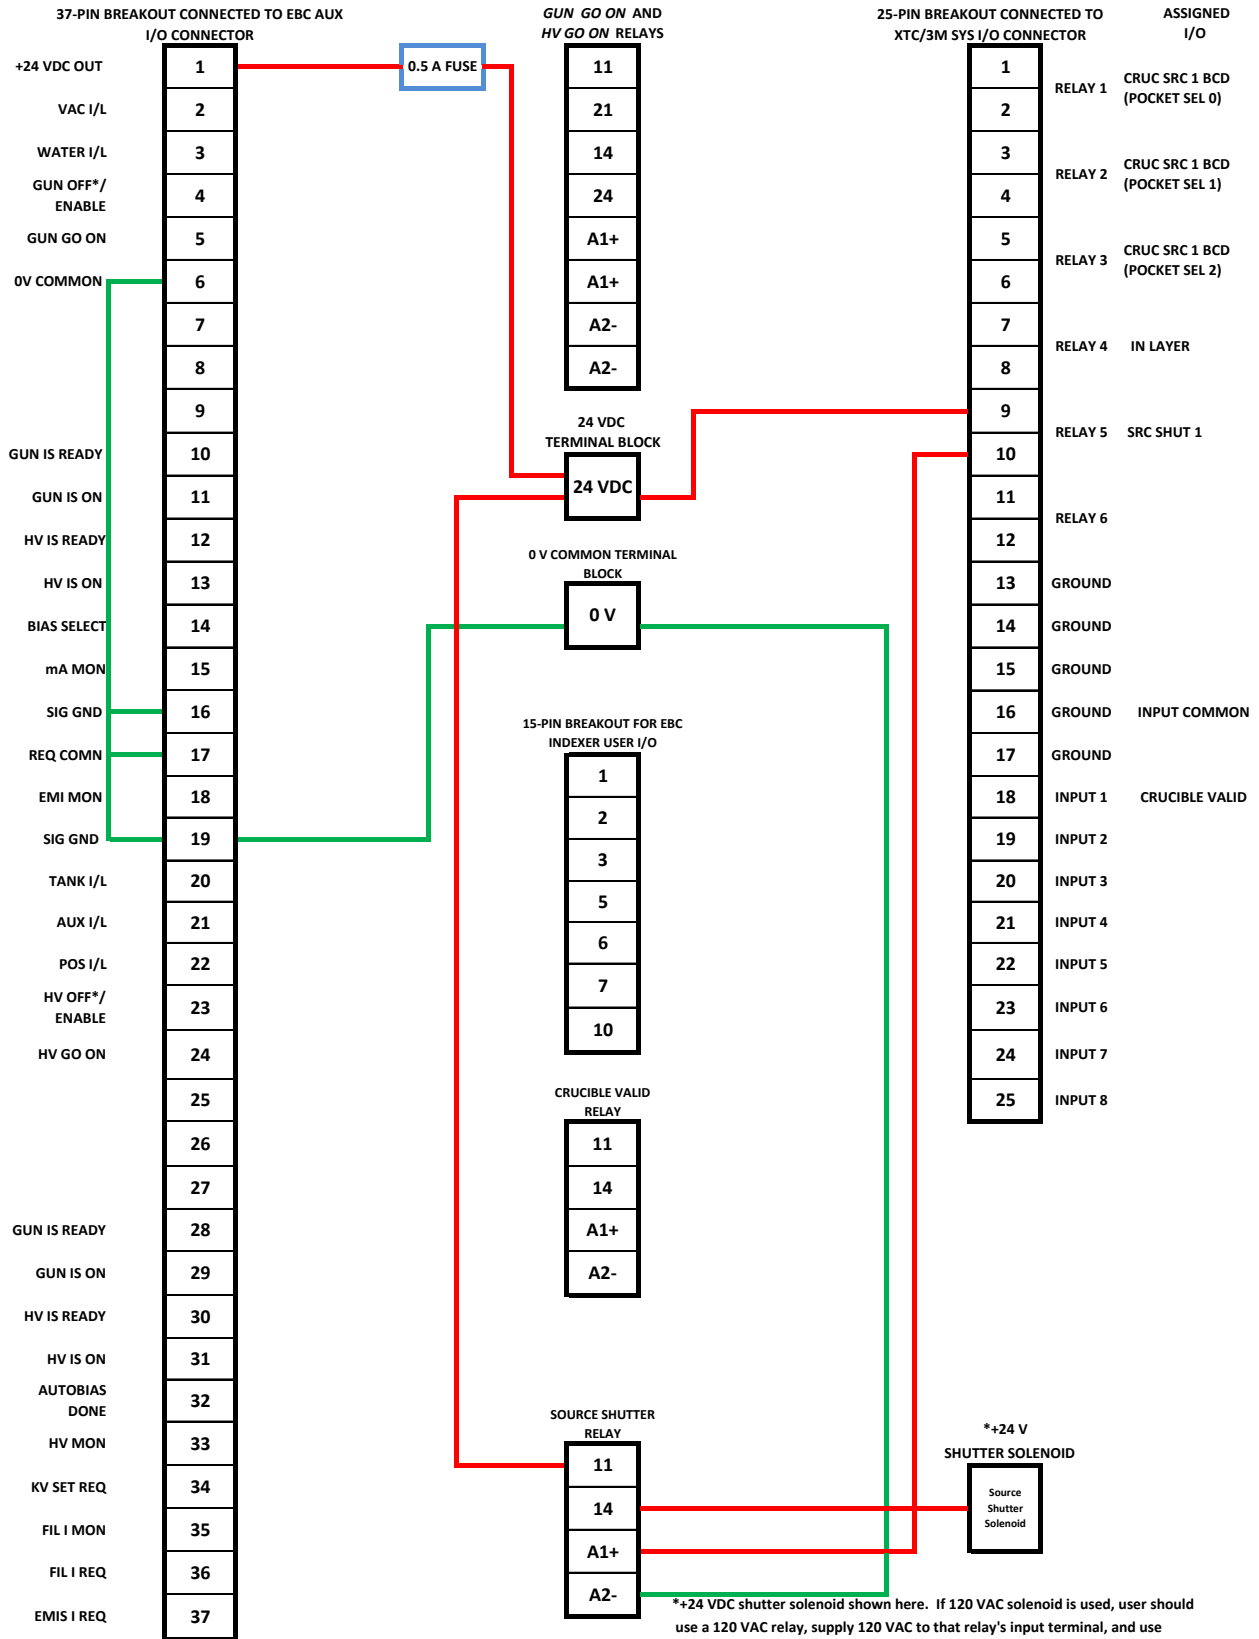 37-PIN BREAKOUT CONNECTED TO EBC AUX
I/O CONNECTOR
+24 VDC OUT
1
VAC I/L
2
WATER I/L
3
GUN OFF*/
ENABLE
4
GUN GO ON
5
0V COMMON
6
7
8
9
GUN IS READY
10
GUN IS ON
11
HV IS READY
12
HV IS ON
13
BIAS SELECT
14
mA MON
15
SIG GND
16
REQ COMN
17
EMI MON
18
SIG GND
19
TANK I/L
20
AUX I/L
21
POS I/L
22
HV OFF*/
ENABLE
23
HV GO ON
24
25
26
27
GUN IS READY
28
GUN IS ON
29
HV IS READY
30
HV IS ON
31
AUTOBIAS
DONE
32
HV MON
33
KV SET REQ
34
FIL I MON
35
FIL I REQ
36
EMIS I REQ
37
0.5 A FUSE
GUN GO ON AND
HV GO ON RELAYS
11
21
14
24
A1+
A1+
A2-
A2-
24 VDC
TERMINAL BLOCK
24 VDC
0 V COMMON TERMINAL
BLOCK
0 V
15-PIN BREAKOUT FOR EBC
INDEXER USER I/O
1
2
3
5
6
7
10
CRUCIBLE VALID
RELAY
11
14
A1+
A2-
SOURCE SHUTTER
RELAY
11
14
A1+
A2-
25-PIN BREAKOUT CONNECTED TO
XTC/3M SYS I/O CONNECTOR
ASSIGNED
I/O
1
2
RELAY 1
CRUC SRC 1 BCD
(POCKET SEL 0)
3
4
RELAY 2
CRUC SRC 1 BCD
(POCKET SEL 1)
5
6
RELAY 3
CRUC SRC 1 BCD
(POCKET SEL 2)
7
8
RELAY 4
IN LAYER
9
10
RELAY 5
SRC SHUT 1
11
12
RELAY 6
13
GROUND
14
GROUND
15
GROUND
16
GROUND
INPUT COMMON
17
GROUND
18
INPUT 1
CRUCIBLE VALID
19
INPUT 2
20
INPUT 3
21
INPUT 4
22
INPUT 5
23
INPUT 6
24
INPUT 7
25
INPUT 8
*+24 V
SHUTTER SOLENOID
Source
Shutter
Solenoid
*+24 VDC shutter solenoid shown here. If 120 VAC solenoid is used, user should
use a 120 VAC relay, supply 120 VAC to that relay's input terminal, and use